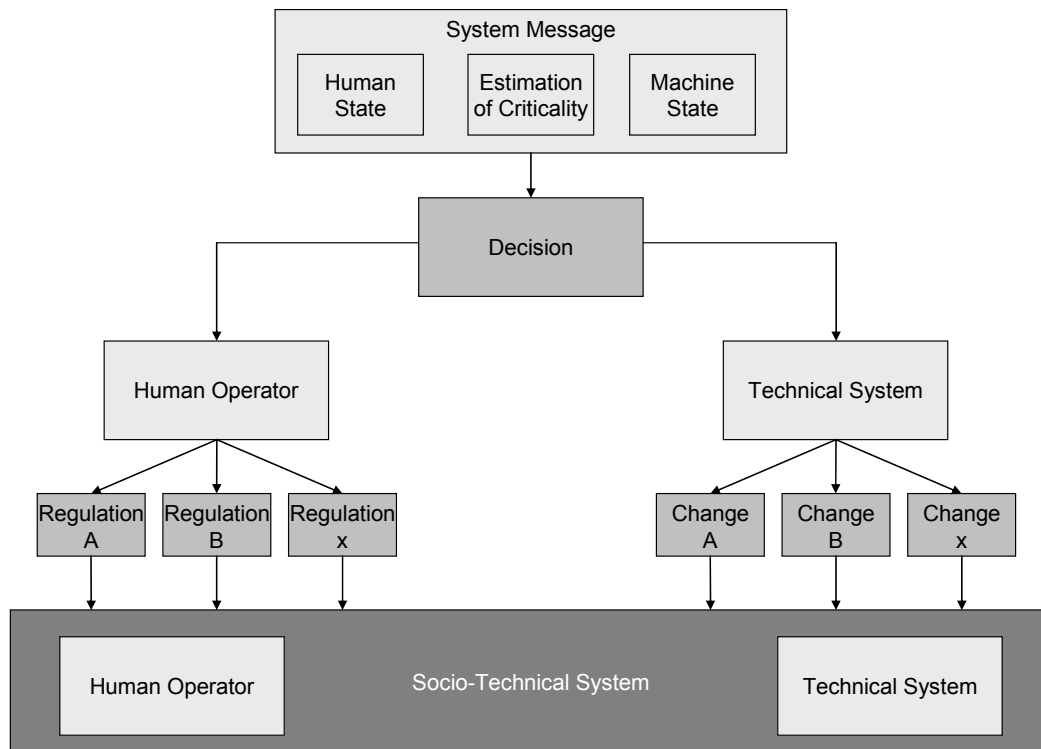 System Message
Human
State
Estimation
of Criticality
Machine
State
Decision
Human Operator
Technical System
Regulation
A
Regulation
B
Regulation
x
Change
A
Change
B
Change
x
Human Operator
Socio-Technical System
Technical System